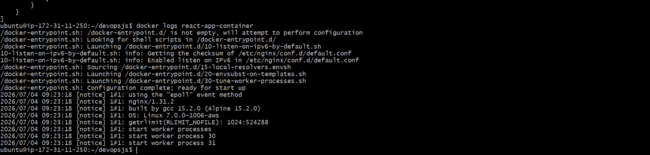 }
  }
]
ubuntu@ip-172-31-11-250:~/devopsjs$ docker logs react-app-container
/docker-entrypoint.sh: /docker-entrypoint.d/ is not empty, will attempt to perform configuration
/docker-entrypoint.sh: Looking for shell scripts in /docker-entrypoint.d/
/docker-entrypoint.sh: Launching /docker-entrypoint.d/10-listen-on-ipv6-by-default.sh
10-listen-on-ipv6-by-default.sh: info: Getting the checksum of /etc/nginx/conf.d/default.conf
10-listen-on-ipv6-by-default.sh: info: Enabled listen on IPv6 in /etc/nginx/conf.d/default.conf
/docker-entrypoint.sh: Sourcing /docker-entrypoint.d/15-local-resolvers.envsh
/docker-entrypoint.sh: Launching /docker-entrypoint.d/20-envsubst-on-templates.sh
/docker-entrypoint.sh: Launching /docker-entrypoint.d/30-tune-worker-processes.sh
/docker-entrypoint.sh: Configuration complete; ready for start up
2026/07/04 09:23:18 [notice] 1#1: using the "epoll" event method
2026/07/04 09:23:18 [notice] 1#1: nginx/1.31.2
2026/07/04 09:23:18 [notice] 1#1: built by gcc 15.2.0 (Alpine 15.2.0)
2026/07/04 09:23:18 [notice] 1#1: OS: Linux 7.0.0-1006-aws
2026/07/04 09:23:18 [notice] 1#1: getrlimit(RLIMIT_NOFILE): 1024:524288
2026/07/04 09:23:18 [notice] 1#1: start worker processes
2026/07/04 09:23:18 [notice] 1#1: start worker process 30
2026/07/04 09:23:18 [notice] 1#1: start worker process 31
ubuntu@ip-172-31-11-250:~/devopsjs$